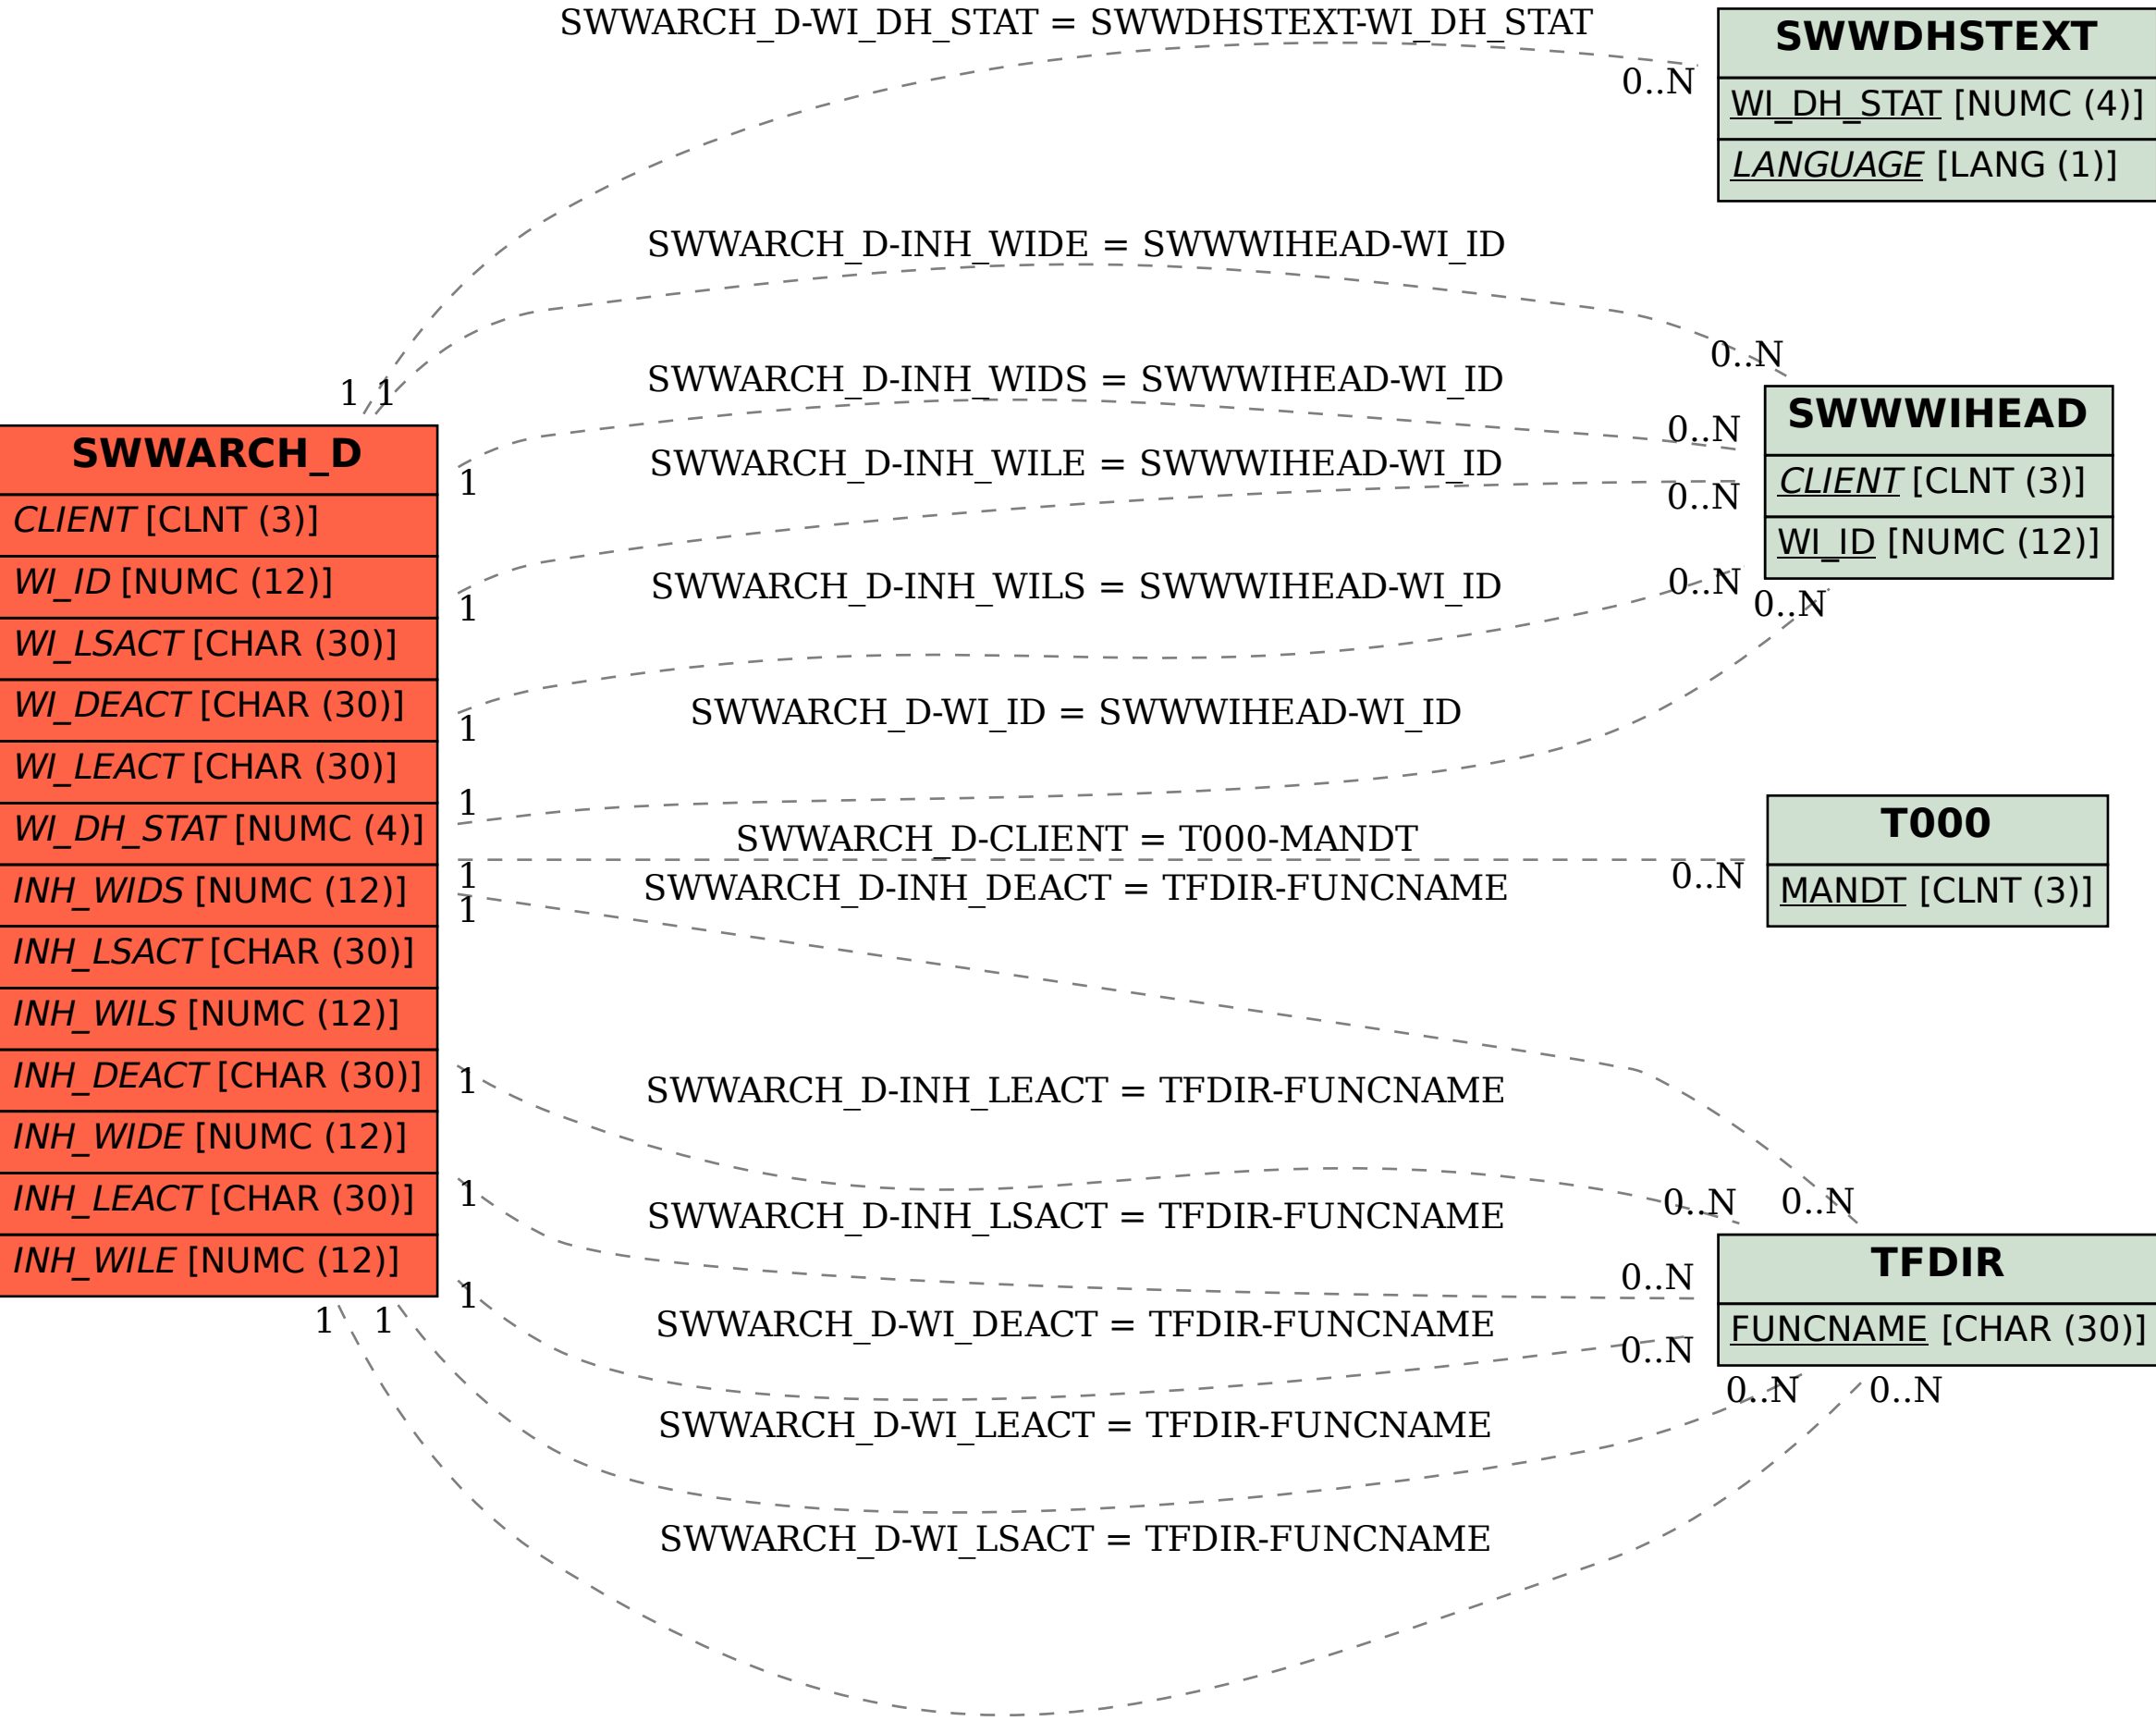 SWWARCH_D-WI_DH_STAT = SWWDHSTEXT-WI_DH_STAT
0..N
SWWDHSTEXT
WI_DH_STAT [NUMC (4)]
LANGUAGE [LANG (1)]
SWWARCH_D-INH_WIDE = SWWWIHEAD-WI_ID
0..N
1 1
SWWARCH_D-INH_WIDS = SWWWIHEAD-WI_ID
0..N
1
SWWARCH_D-INH_WILE = SWWWIHEAD-WI_ID
0..N
1
SWWARCH_D-INH_WILS = SWWWIHEAD-WI_ID
0..N
1
SWWARCH_D-WI_ID = SWWWIHEAD-WI_ID
0..N
1
SWWWIHEAD
CLIENT [CLNT (3)]
WI_ID [NUMC (12)]
SWWARCH_D
CLIENT [CLNT (3)]
WI_ID [NUMC (12)]
WI_LSACT [CHAR (30)]
WI_DEACT [CHAR (30)]
WI_LEACT [CHAR (30)]
WI_DH_STAT [NUMC (4)]
INH_WIDS [NUMC (12)]
INH_LSACT [CHAR (30)]
INH_WILS [NUMC (12)]
INH_DEACT [CHAR (30)]
INH_WIDE [NUMC (12)]
INH_LEACT [CHAR (30)]
INH_WILE [NUMC (12)]
SWWARCH_D-CLIENT = T000-MANDT
1
0..N
T000
MANDT [CLNT (3)]
SWWARCH_D-INH_DEACT = TFDIR-FUNCNAME
1
0..N
SWWARCH_D-INH_LEACT = TFDIR-FUNCNAME
1
0..N
SWWARCH_D-INH_LSACT = TFDIR-FUNCNAME
1
0..N
SWWARCH_D-WI_DEACT = TFDIR-FUNCNAME
1
0..N
TFDIR
FUNCNAME [CHAR (30)]
1 1
SWWARCH_D-WI_LEACT = TFDIR-FUNCNAME
0..N 0..N
SWWARCH_D-WI_LSACT = TFDIR-FUNCNAME